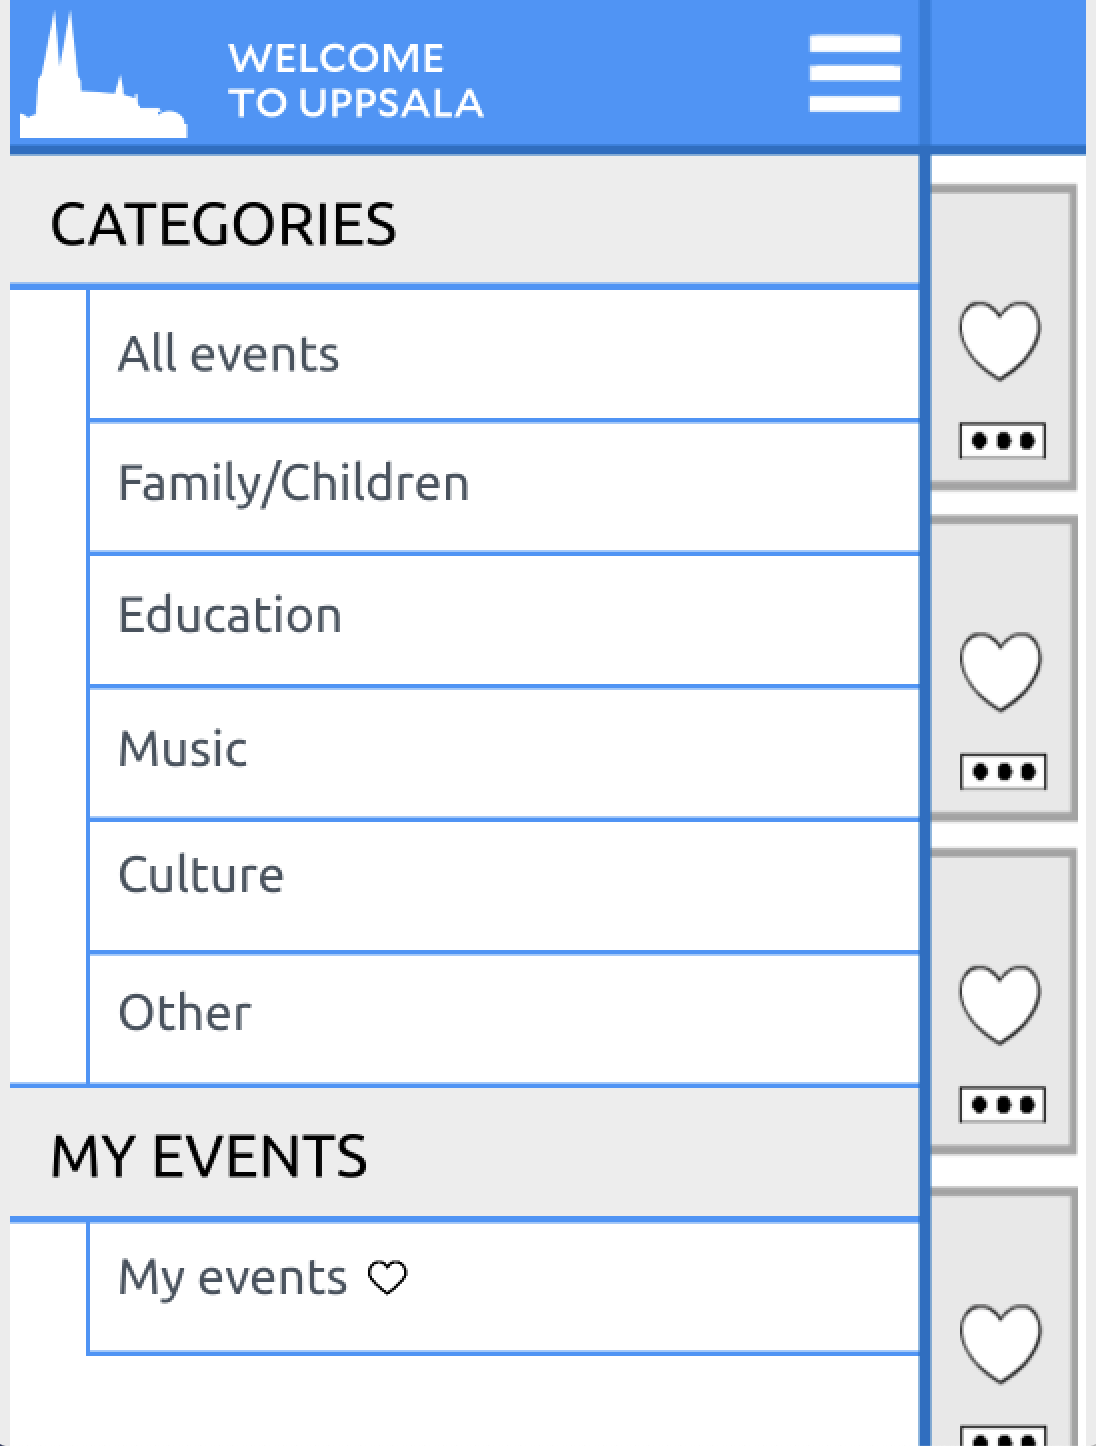 WELCOME
TO UPPSALA
CATEGORIES
All events
Family/Children
Education
Music
Culture
Other
MY EVENTS
My events